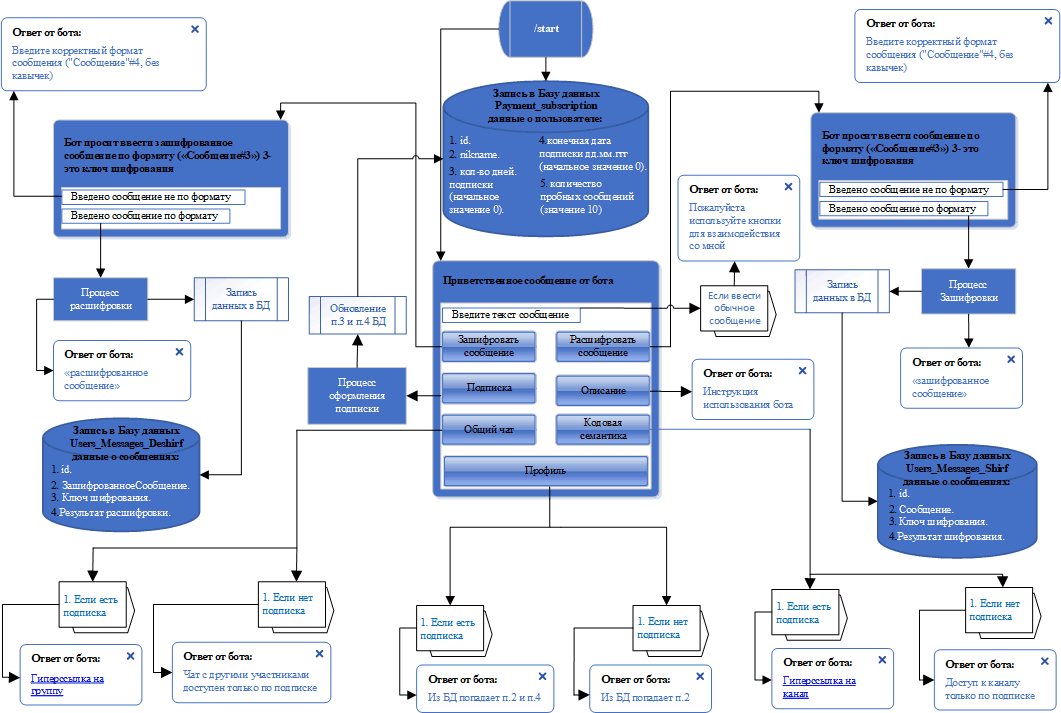 /start
Ответ от бота:
Введите корректный формат
сообщения ("Сообщение"#4, без
кавычек)
Ответ от бота:
Введите корректный формат
сообщения ("Сообщение"#4, без
кавычек)
Запись в Базу данных
Payment_subscription
данные о пользователе:
1. id.
2. nikname.
3. кол-во дней.
подписки
(начальное
значение 0).
4.конечная дата
подписки дд.мм.гг
(начальное значение 0).
5. количество
пробных сообщений
(значение 10)
Бот просит ввести зашифрованное
сообщение по формату («Сообщение#3») 3-
это ключ шифрования
Введено сообщение не по формату
Введено сообщение по формату
Бот просит ввести сообщение по
формату («Сообщение#3») 3- это
ключ шифрования
Введено сообщение не по формату
Введено сообщение по формату
Ответ от бота:
Пожалуйста
используйте кнопки
для взаимодействия
со мной
Процесс
расшифровки
Запись
данных в БД
Обновление
п.3 и п.4 БД
Приветственное сообщение от бота
Введите текст сообщение
Зашифровать
сообщение
Расшифровать
сообщение
Подписка
Описание
Общий чат
Кодовая
семантика
Профиль
Если ввести
обычное
сообщение
Запись
данных в БД
Процесс
Зашифровки
Ответ от бота:
«расшифрованное
сообщение»
Процесс
оформления
подписки
Ответ от бота:
Инструкция
использования бота
Ответ от бота:
«зашифрованное
сообщение»
Запись в Базу данных
Users_Messages_Deshirf
данные о сообщениях:
1. id.
2. ЗашифрованноеСообщение.
3. Ключ шифрования.
4.Результат расшифровки.
Запись в Базу данных
Users_Messages_Shirf
данные о сообщениях:
1. id.
2. Сообщение.
3. Ключ шифрования.
4.Результат шифрования.
1. Если есть
подписка
1. Если нет
подписка
1. Если есть
подписка
1. Если нет
подписка
1. Если есть
подписка
1. Если нет
подписка
Ответ от бота:
Гиперссылка на
группу
Ответ от бота:
Чат с другими участниками
доступен только по подписке
Ответ от бота:
Из БД попадает п.2 и п.4
Ответ от бота:
Из БД попадает п.2
Ответ от бота:
Гиперссылка на
канал
Ответ от бота:
Доступ к каналу
только по подписке